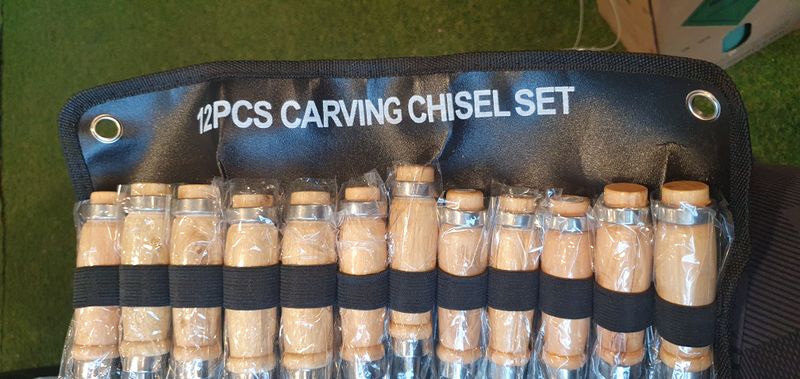 12PCS CARVING CHISEL SET